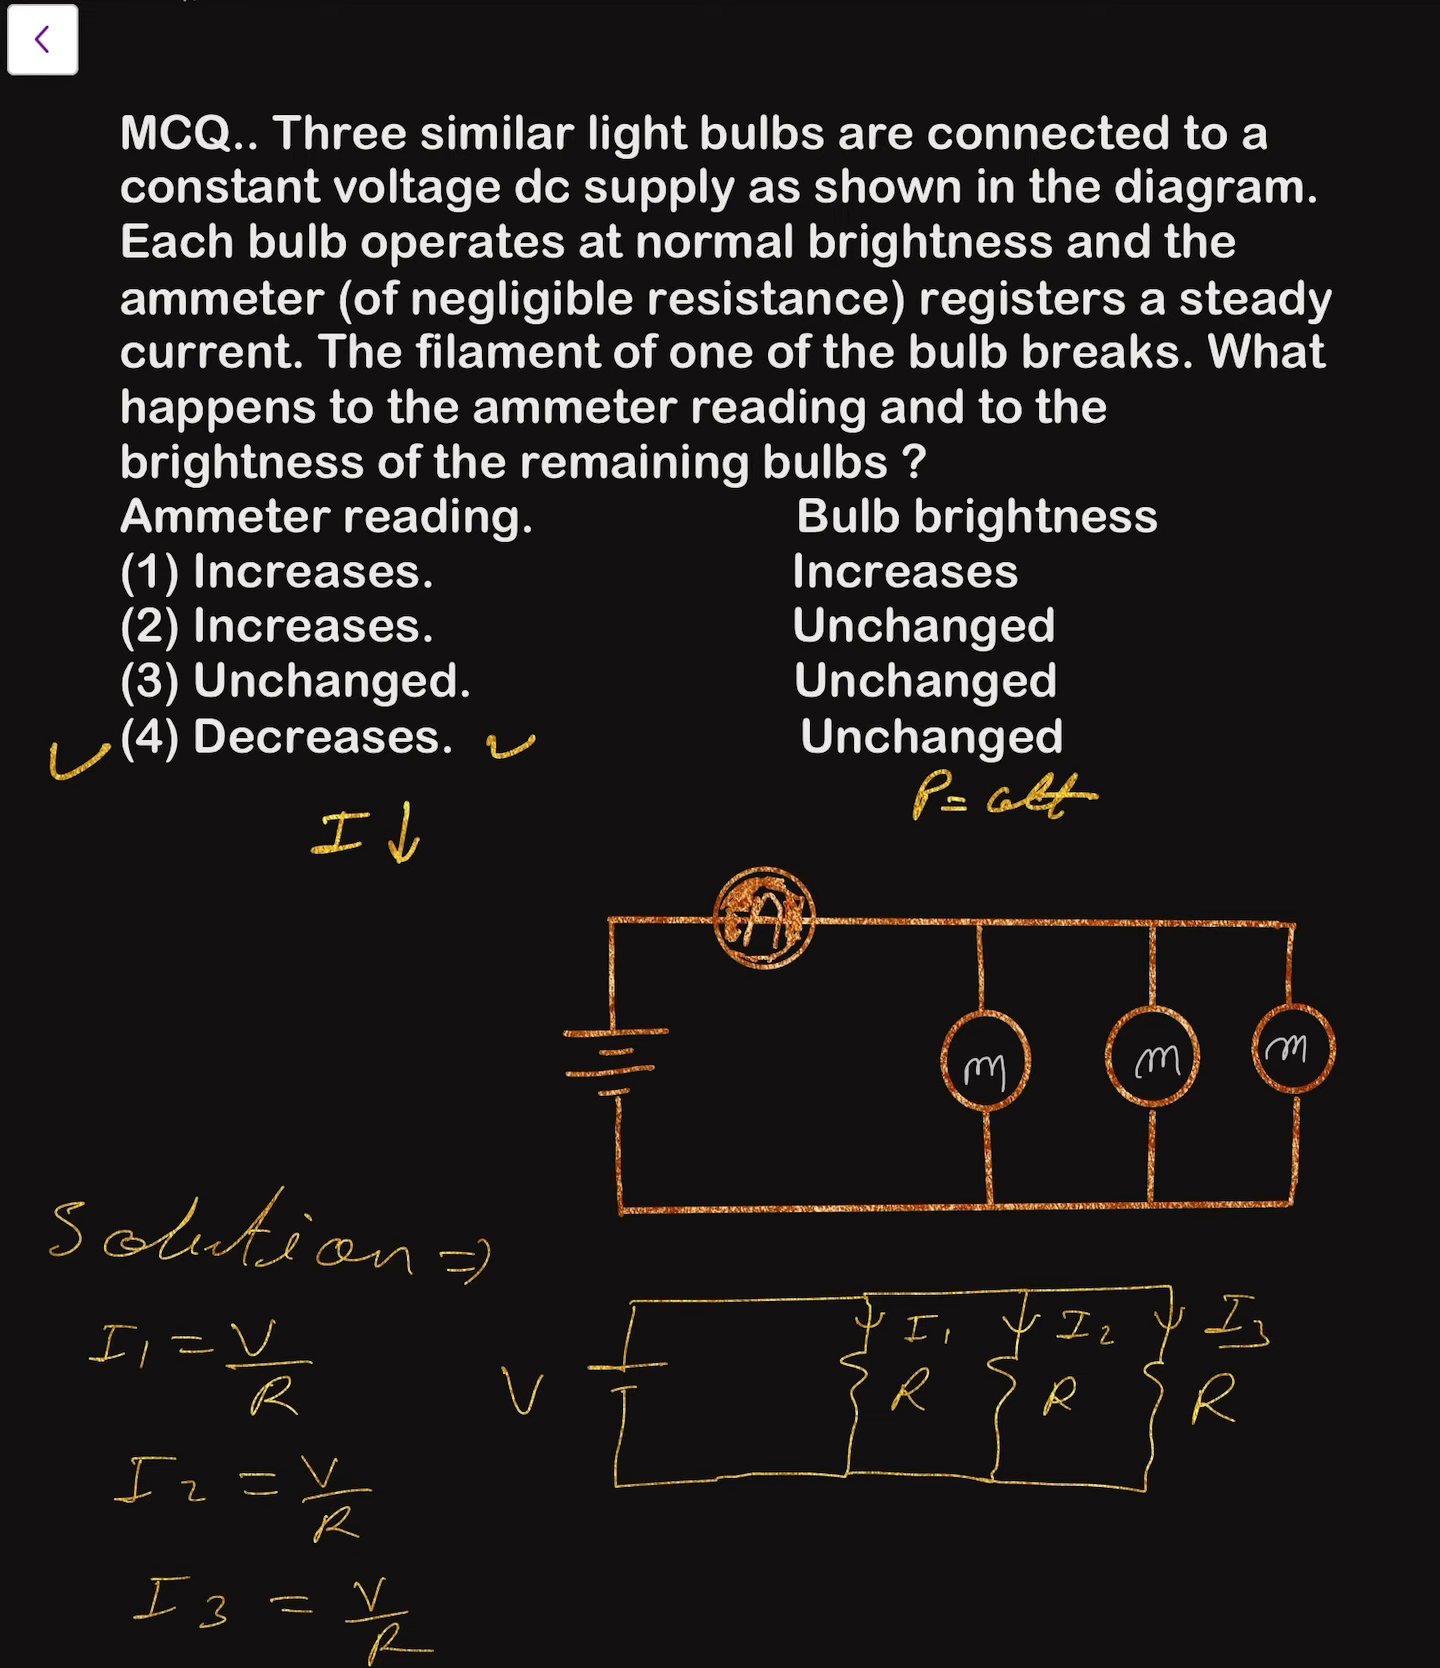 MCQ.. Three similar light bulbs are connected to a
constant voltage dc supply as shown in the diagram.
Each bulb operates at normal brightness and the
ammeter (of negligible resistance) registers a steady
current. The filament of one of the bulb breaks. What
happens to the ammeter reading and to the
brightness of the remaining bulbs ?
Ammeter reading. Bulb brightness
(1) Increases. Increases
(2) Increases. Unchanged
(3) Unchanged. Unchanged
(4) Decreases. Unchanged
P=
I ↓
A
m m m
Solution ⇒
I₁ I₂ I₃
I₁ = V/R
V R R R
I₂ = V/R
I₃ = V/R